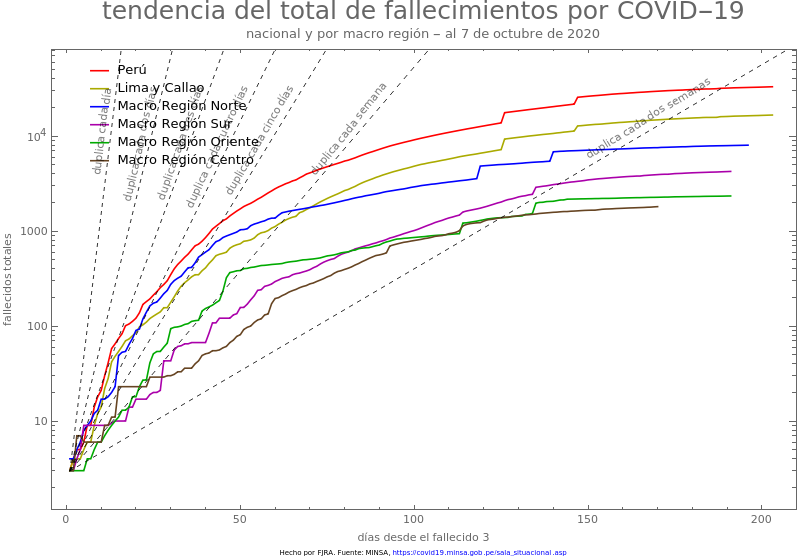 tendencia del total de fallecimientos por COVID−19
nacional y por macro región − al 7 de octubre de 2020
Perú
Lima y Callao
Macro Región Norte
Macro Región Sur
Macro Región Oriente
Macro Región Centro
duplica cada día
duplica cada dos días
duplica cada tres días
duplica cada cuatro días
duplica cada cinco días
duplica cada semana
duplica cada dos semanas
fallecidos totales
10⁴
1000
100
10
0
50
100
150
200
días desde el fallecido 3
Hecho por FJRA. Fuente: MINSA, https://covid19.minsa.gob.pe/sala_situacional.asp